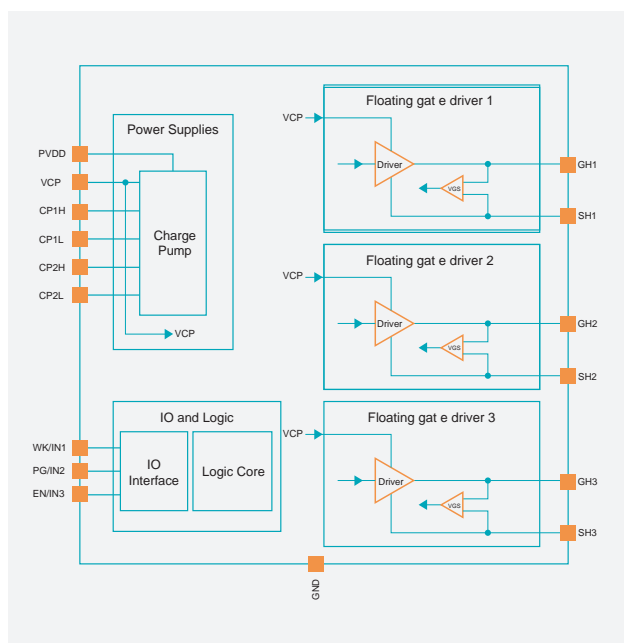 Floating gat e driver 1
Power Supplies
VCP
PVDD
VCP
CP1H
CP1L
CP2H
CP2L
Charge
Pump
VCP
Driver
VGS
GH1
SH1
Floating gat e driver 2
VCP
Driver
VGS
GH2
SH2
IO and Logic
WK/IN1
PG/IN2
EN/IN3
IO
Interface
Logic Core
Floating gat e driver 3
VCP
Driver
VGS
GH3
SH3
GND